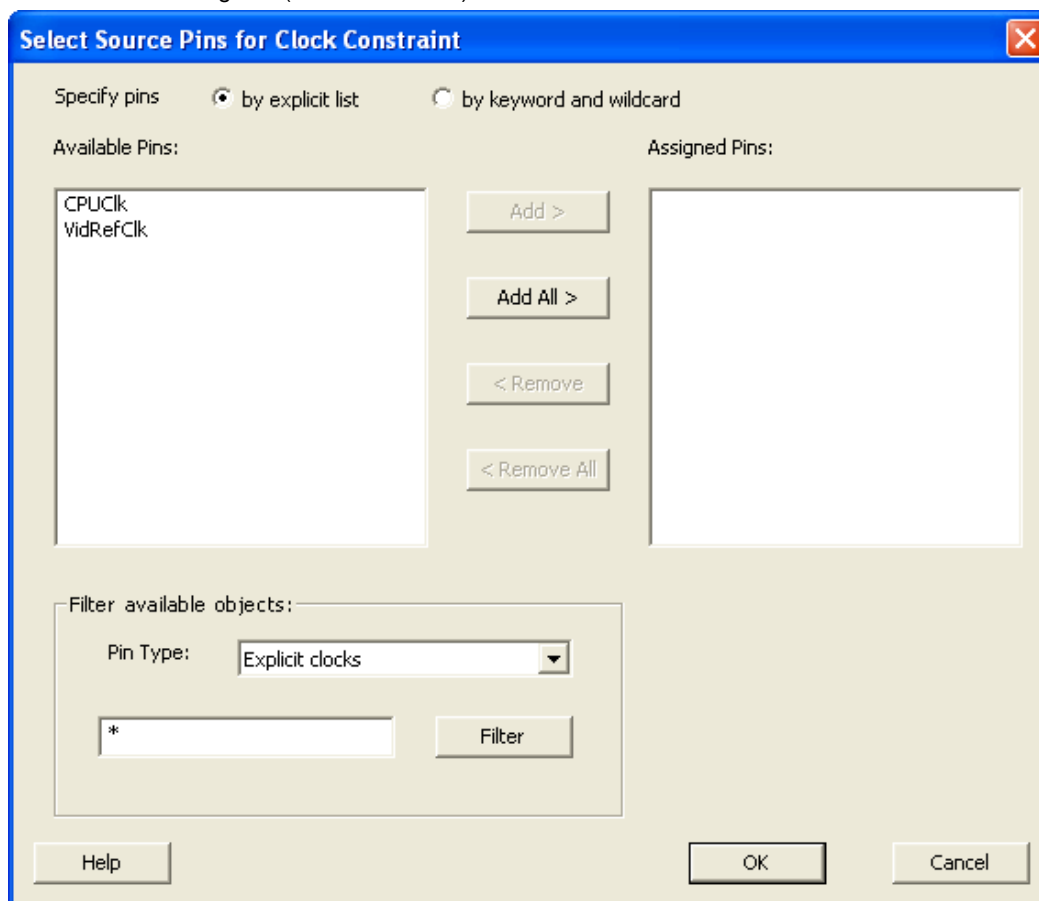 Select Source Pins for Clock Constraint
Specify pins by explicit list by keyword and wildcard
Available Pins: Assigned Pins:
CPUClk
VidRefClk
Add >
Add All >
< Remove
< Remove All
Filter available objects:
Pin Type: Explicit clocks
* Filter
Help OK Cancel